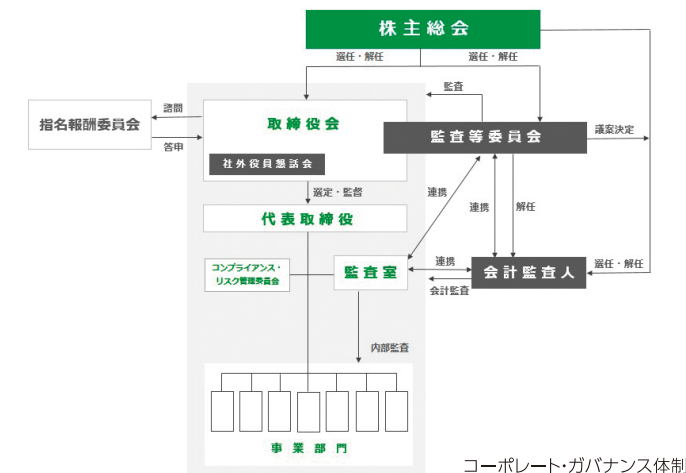 株主総会
選任・解任
選任・解任
監査
諮問
指名報酬委員会
答申
取締役会
社外役員懇話会
監査等委員会
議案決定
選定・監督
連携
連携
解任
代表取締役
コンプライアンス・
リスク管理委員会
監査室
連携
会計監査
会計監査人
選任・解任
内部監査
事業部門
コーポレート・ガバナンス体制